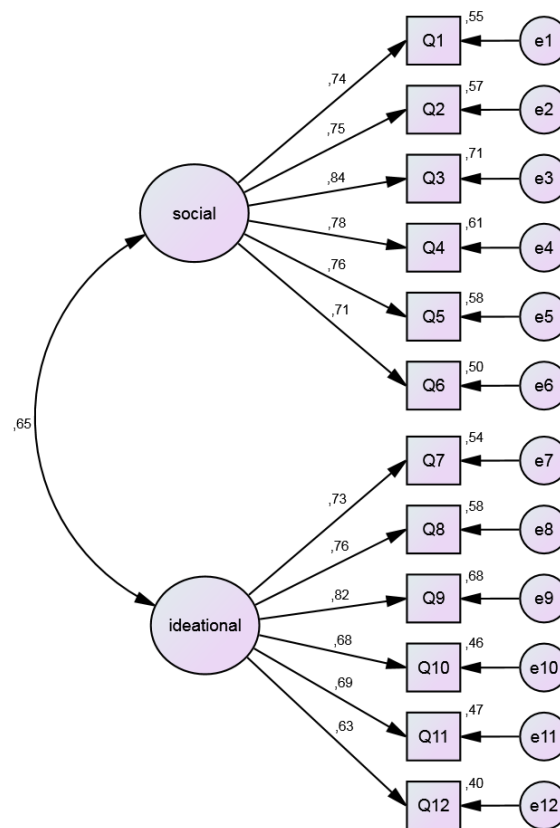 ,55
Q1 e1
,74
,57
Q2 e2
,75
,71
Q3 e3
,84
social
,61
,78
Q4 e4
,76
,58
Q5 e5
,71
,50
Q6 e6
,65
,54
Q7 e7
,73
,58
Q8 e8
,76
,68
Q9 e9
,82
ideational
,46
,68
Q10 e10
,69
,47
Q11 e11
,63
,40
Q12 e12